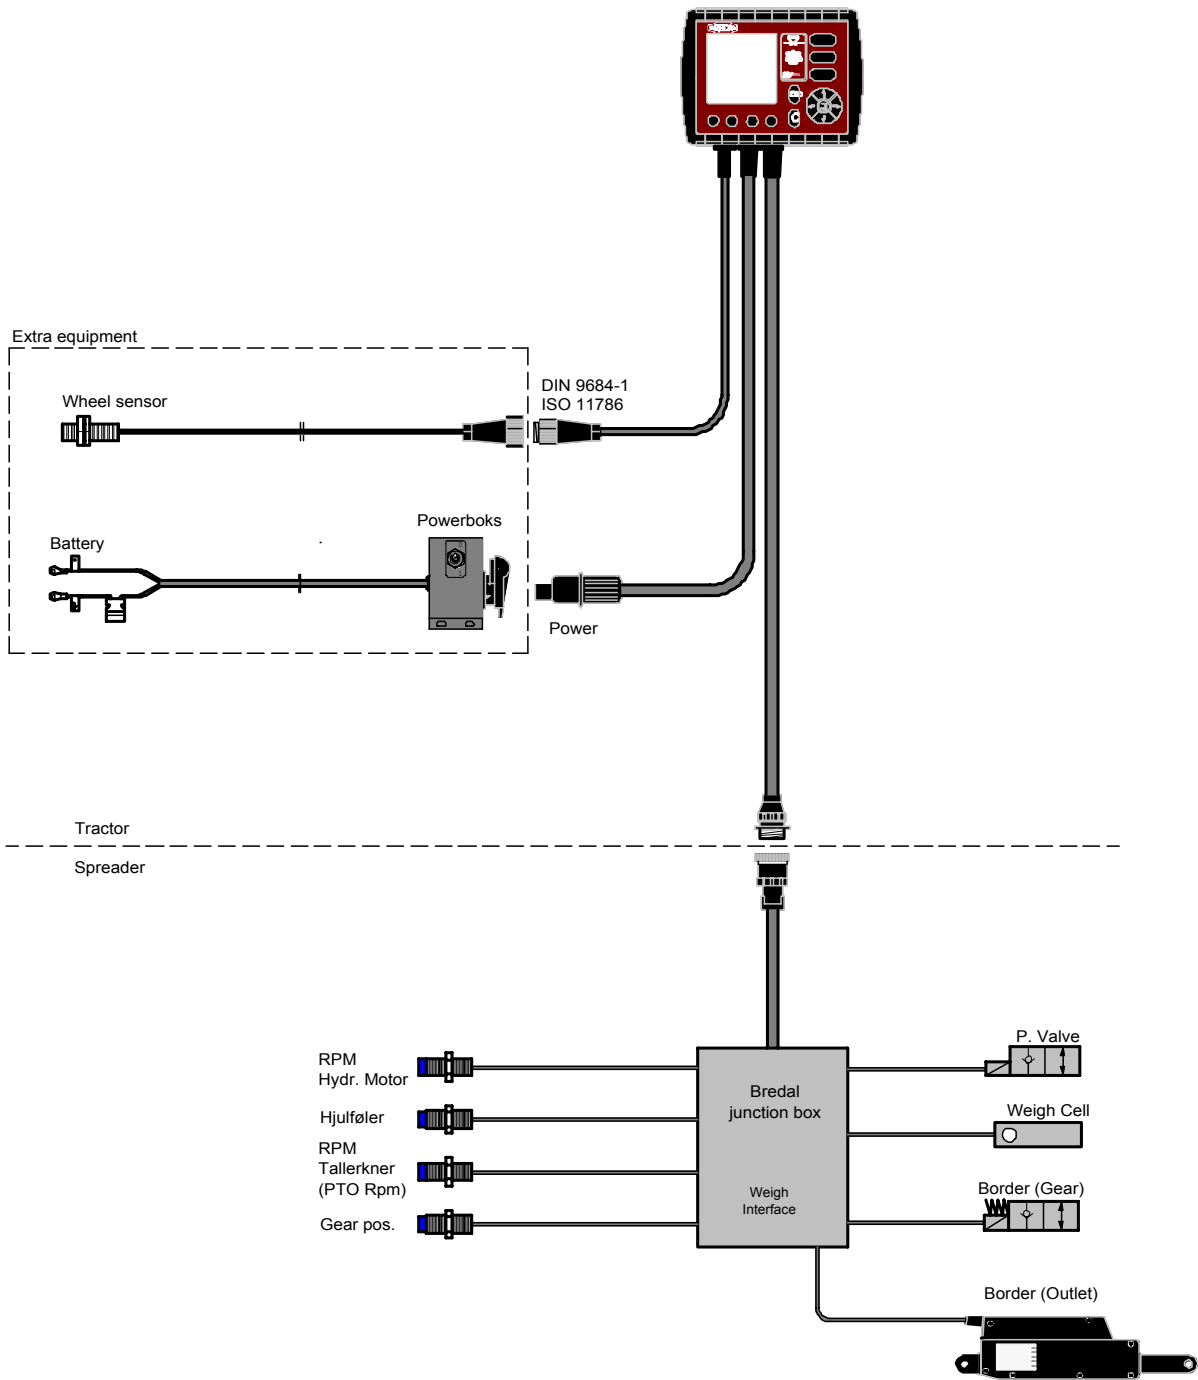 Extra equipment
Wheel sensor
DIN 9684-1
ISO 11786
Powerboks
Battery
Power
Tractor
Spreader
P. Valve
RPM
Hydr. Motor
Bredal
junction box
Weigh Cell
Hjulføler
RPM
Tallerkner
(PTO Rpm)
Weigh
Interface
Border (Gear)
Gear pos.
Border (Outlet)